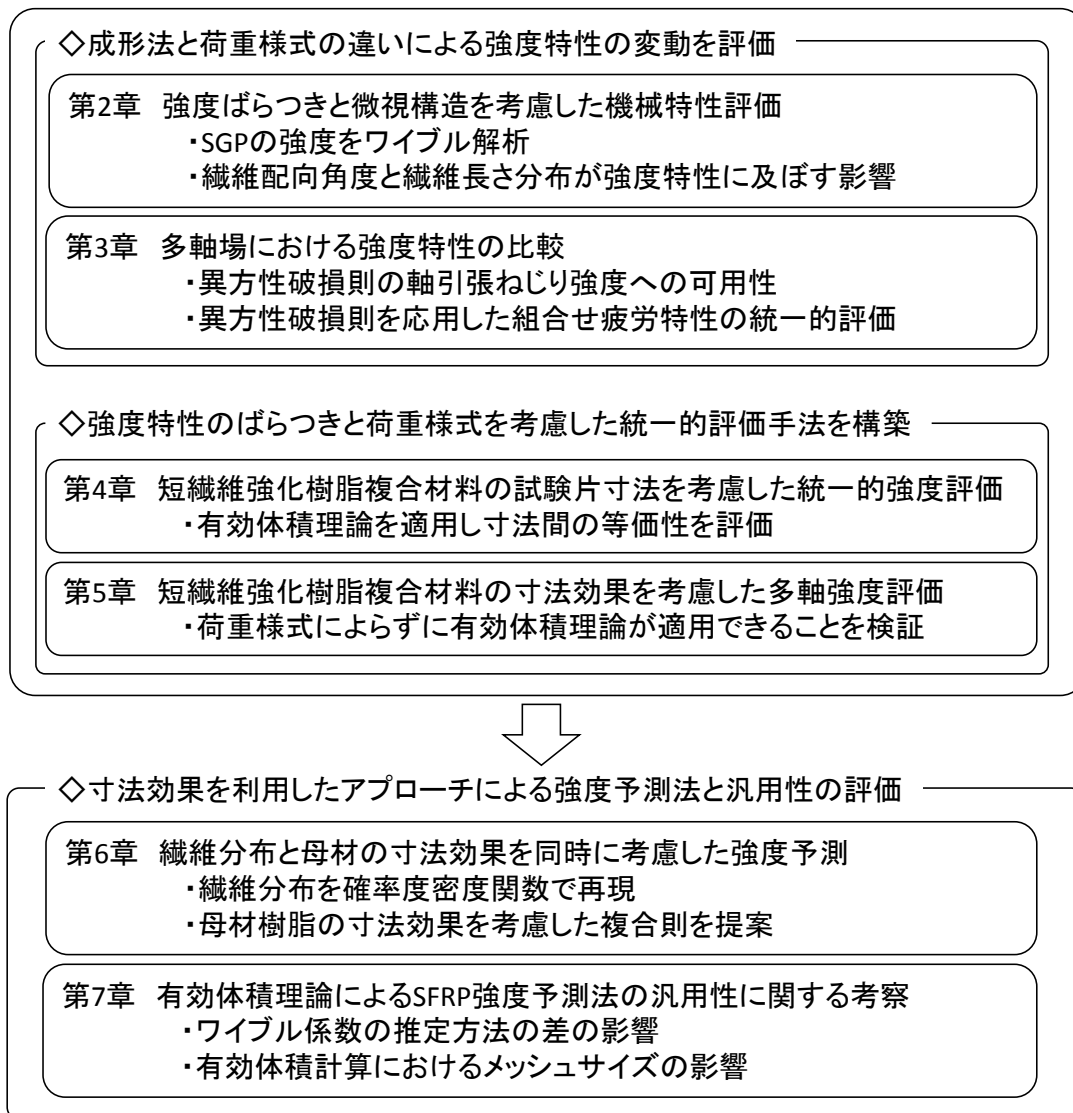 ◇成形法と荷重様式の違いによる強度特性の変動を評価
第2章 強度ばらつきと微視構造を考慮した機械特性評価
・SGPの強度をワイブル解析
・繊維配向角度と繊維長さ分布が強度特性に及ぼす影響
第3章 多軸場における強度特性の比較
・異方性破損則の軸引張ねじり強度への可用性
・異方性破損則を応用した組合せ疲労特性の統一的評価
◇強度特性のばらつきと荷重様式を考慮した統一的評価手法を構築
第4章 短繊維強化樹脂複合材料の試験片寸法を考慮した統一的強度評価
・有効体積理論を適用し寸法間の等価性を評価
第5章 短繊維強化樹脂複合材料の寸法効果を考慮した多軸強度評価
・荷重様式によらずに有効体積理論が適用できることを検証
◇寸法効果を利用したアプローチによる強度予測法と汎用性の評価
第6章 繊維分布と母材の寸法効果を同時に考慮した強度予測
・繊維分布を確率度密度関数で再現
・母材樹脂の寸法効果を考慮した複合則を提案
第7章 有効体積理論によるSFRP強度予測法の汎用性に関する考察
・ワイブル係数の推定方法の差の影響
・有効体積計算におけるメッシュサイズの影響